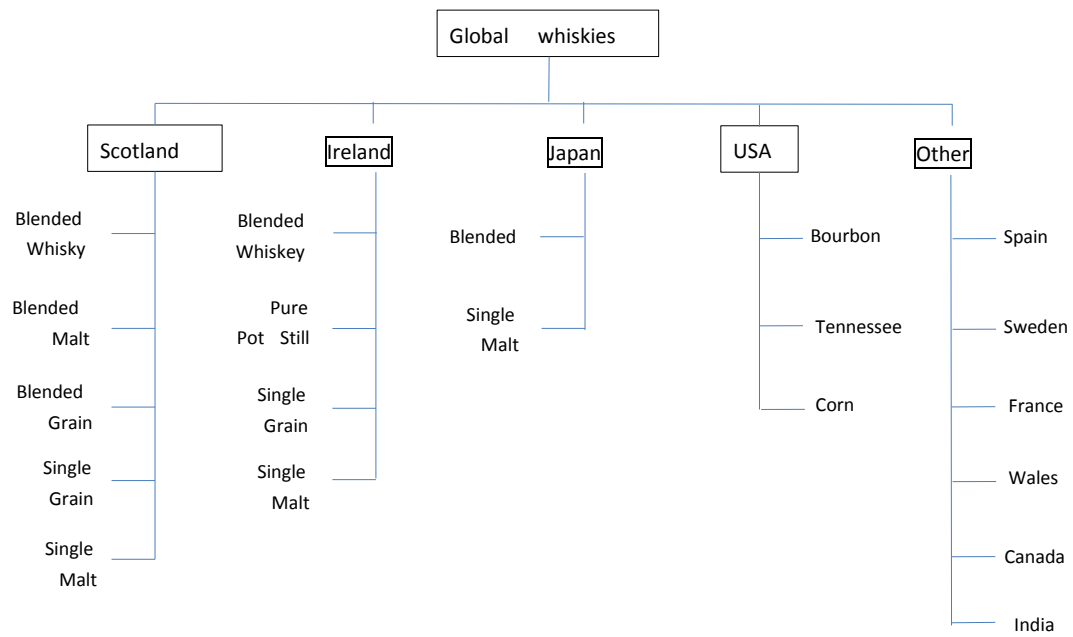 Global whiskies
Scotland
Blended
Whisky
Blended
Malt
Blended
Grain
Single
Grain
Single
Malt
Ireland
Blended
Whiskey
Pure
Pot Still
Single
Grain
Single
Malt
Japan
Blended
Single
Malt
USA
Bourbon
Tennessee
Corn
Other
Spain
Sweden
France
Wales
Canada
India